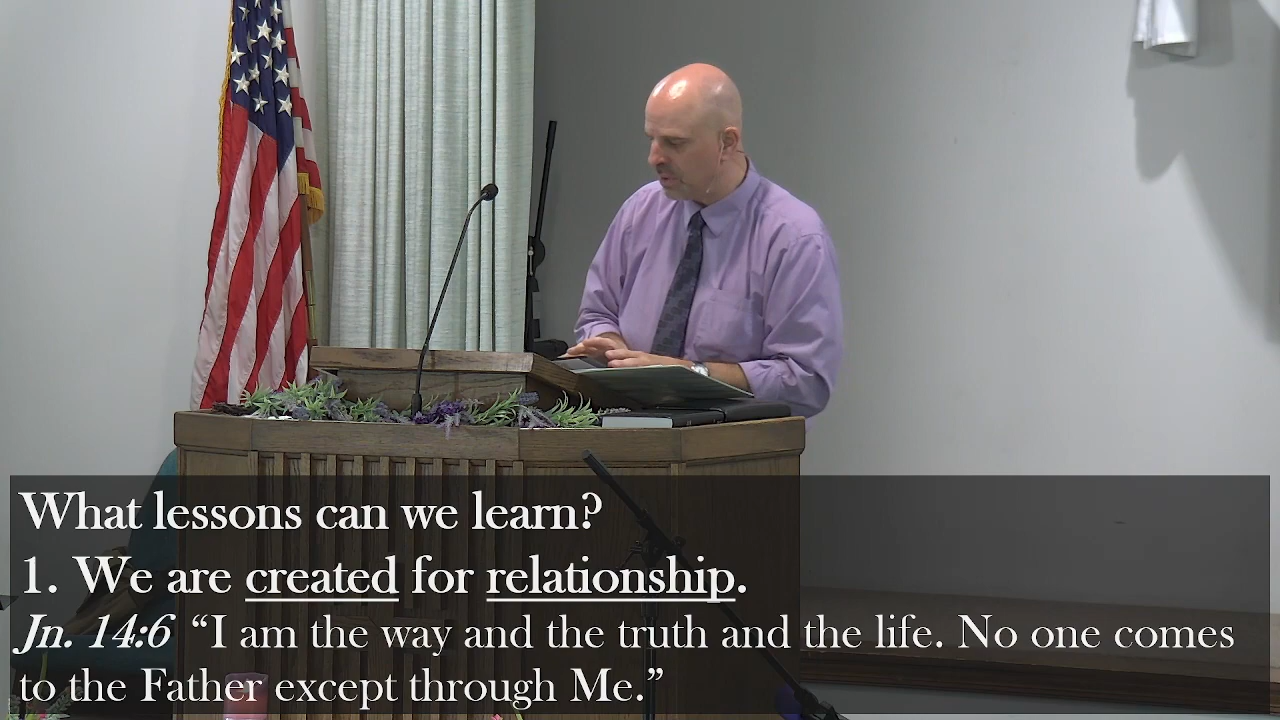 What lessons can we learn?
1. We are created for relationship.
Jn. 14:6 “I am the way and the truth and the life. No one comes
to the Father except through Me.”